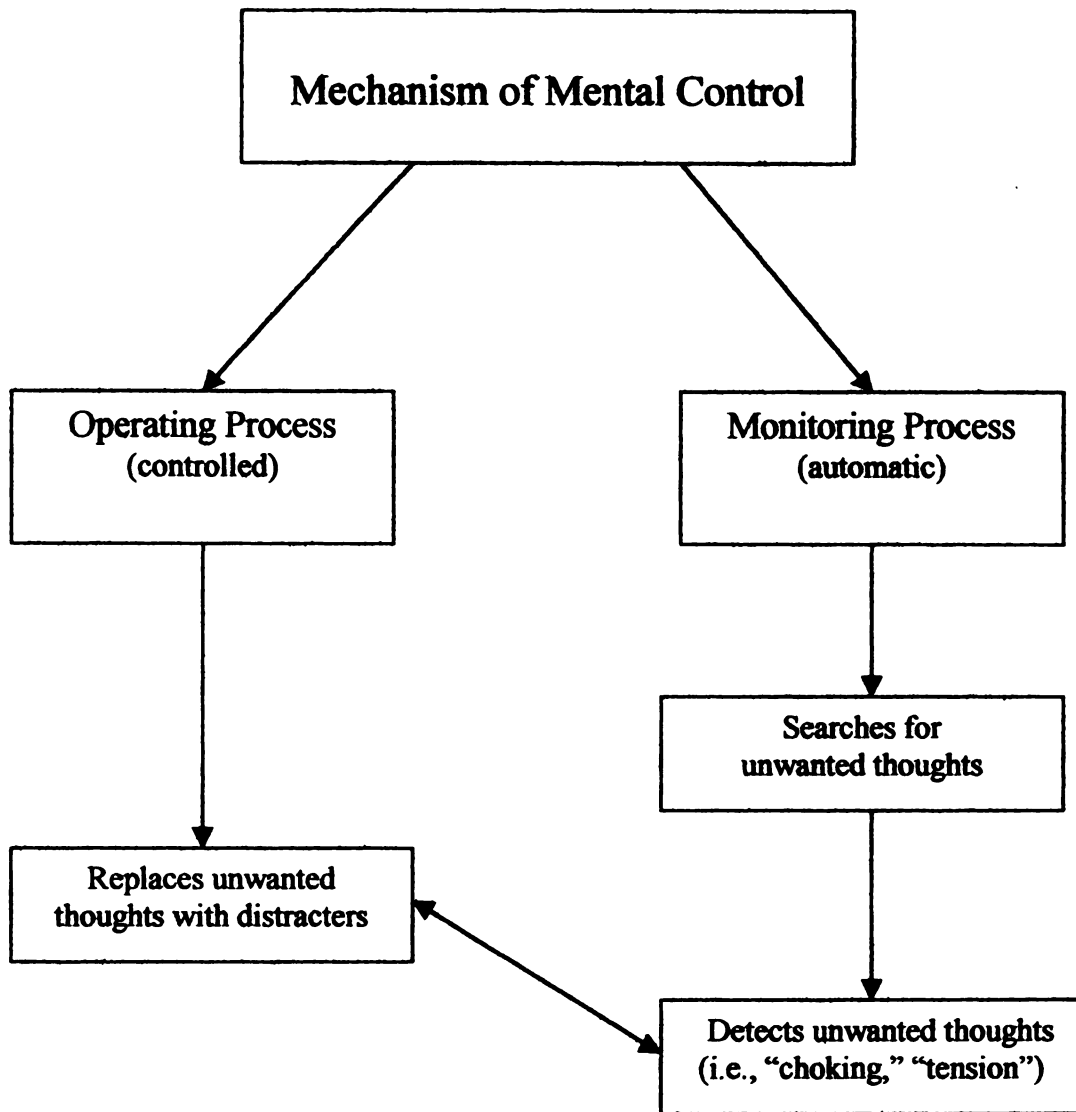 Mechanism of Mental Control
Operating Process
(controlled)
Monitoring Process
(automatic)
Searches for
unwanted thoughts
Replaces unwanted
thoughts with distracters
Detects unwanted thoughts
(i.e., “choking,” “tension”)